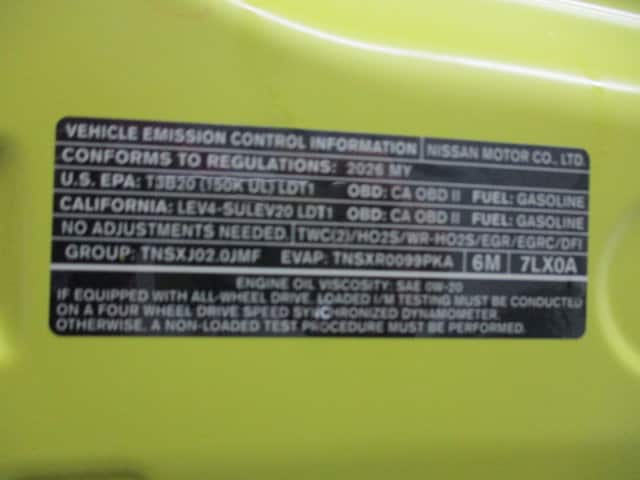 VEHICLE EMISSION CONTROL INFORMATION NISSAN MOTOR CO., LTD.
CONFORMS TO REGULATIONS: 2026 MY
U.S. EPA: T3B20 (150K UL) LDT1 OBD: CA OBD II FUEL: GASOLINE
CALIFORNIA: LEV4-SULEV20 LDT1 OBD: CA OBD II FUEL: GASOLINE
NO ADJUSTMENTS NEEDED TWC(2)/HO2S/WR-HO2S/EGR/EGRC/DFI
GROUP: TNSXJ02.0JMF EVAP: TNSXR0099PKA 6M 7LX0A
ENGINE OIL VISCOSITY: SAE 0W-20
IF EQUIPPED WITH ALL-WHEEL DRIVE, LOADED I/M TESTING MUST BE CONDUCTED
ON A FOUR WHEEL DRIVE SPEED SYNCHRONIZED DYNAMOMETER.
OTHERWISE, A NON-LOADED TEST PROCEDURE MUST BE PERFORMED.